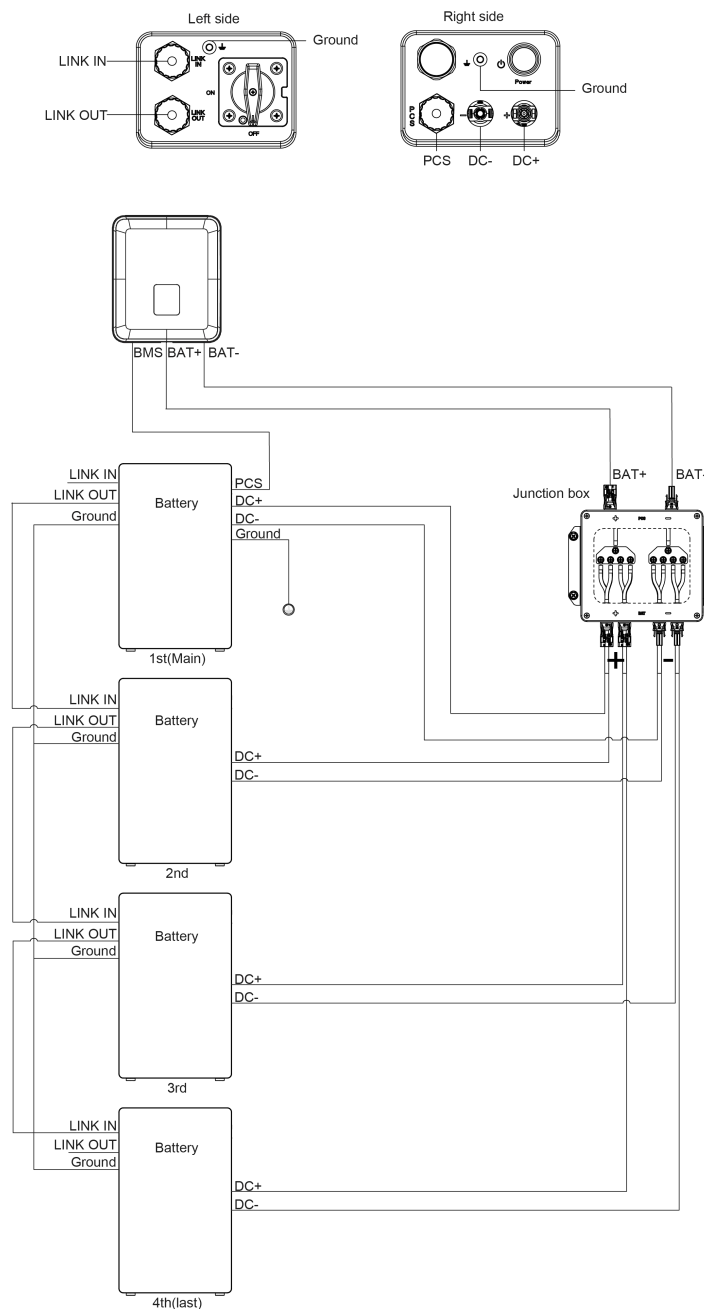 Left side
Ground
LINK IN
LINK IN
LINK OUT
LINK OUT
ON
OFF
Right side
Ground
Power
PCS
PCS DC- DC+
- +
BMS BAT+ BAT-
LINK IN
LINK OUT
Ground
Battery
PCS
DC+
DC-
Ground
1st(Main)
BAT+ BAT-
Junction box
+ PCS -
+ BAT -
+ -
LINK IN
LINK OUT
Ground
Battery
DC+
DC-
2nd
LINK IN
LINK OUT
Ground
Battery
DC+
DC-
3rd
LINK IN
LINK OUT
Ground
Battery
DC+
DC-
4th(last)